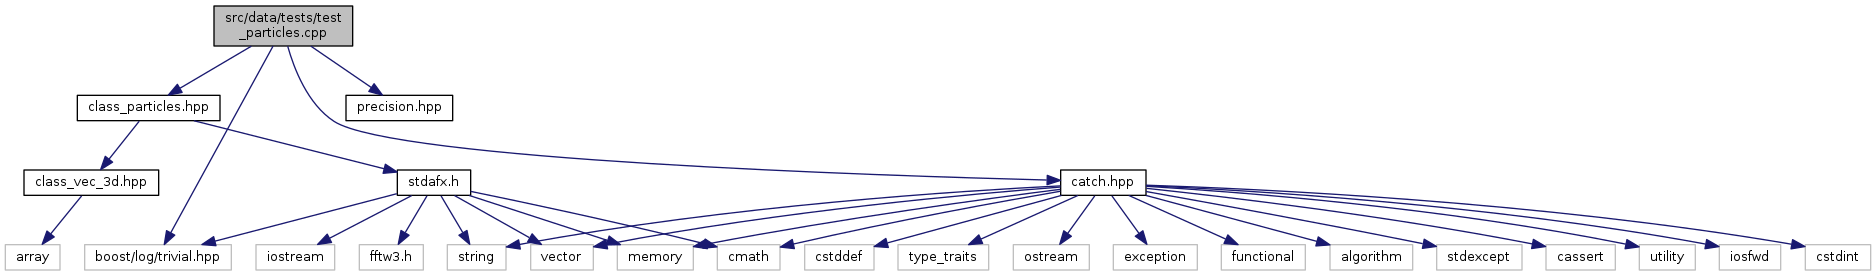 src/data/tests/test
_particles.cpp
class_particles.hpp
precision.hpp
class_vec_3d.hpp
stdafx.h
catch.hpp
array
boost/log/trivial.hpp
iostream
fftw3.h
string
vector
memory
cmath
cstddef
type_traits
ostream
exception
functional
algorithm
stdexcept
cassert
utility
iosfwd
cstdint